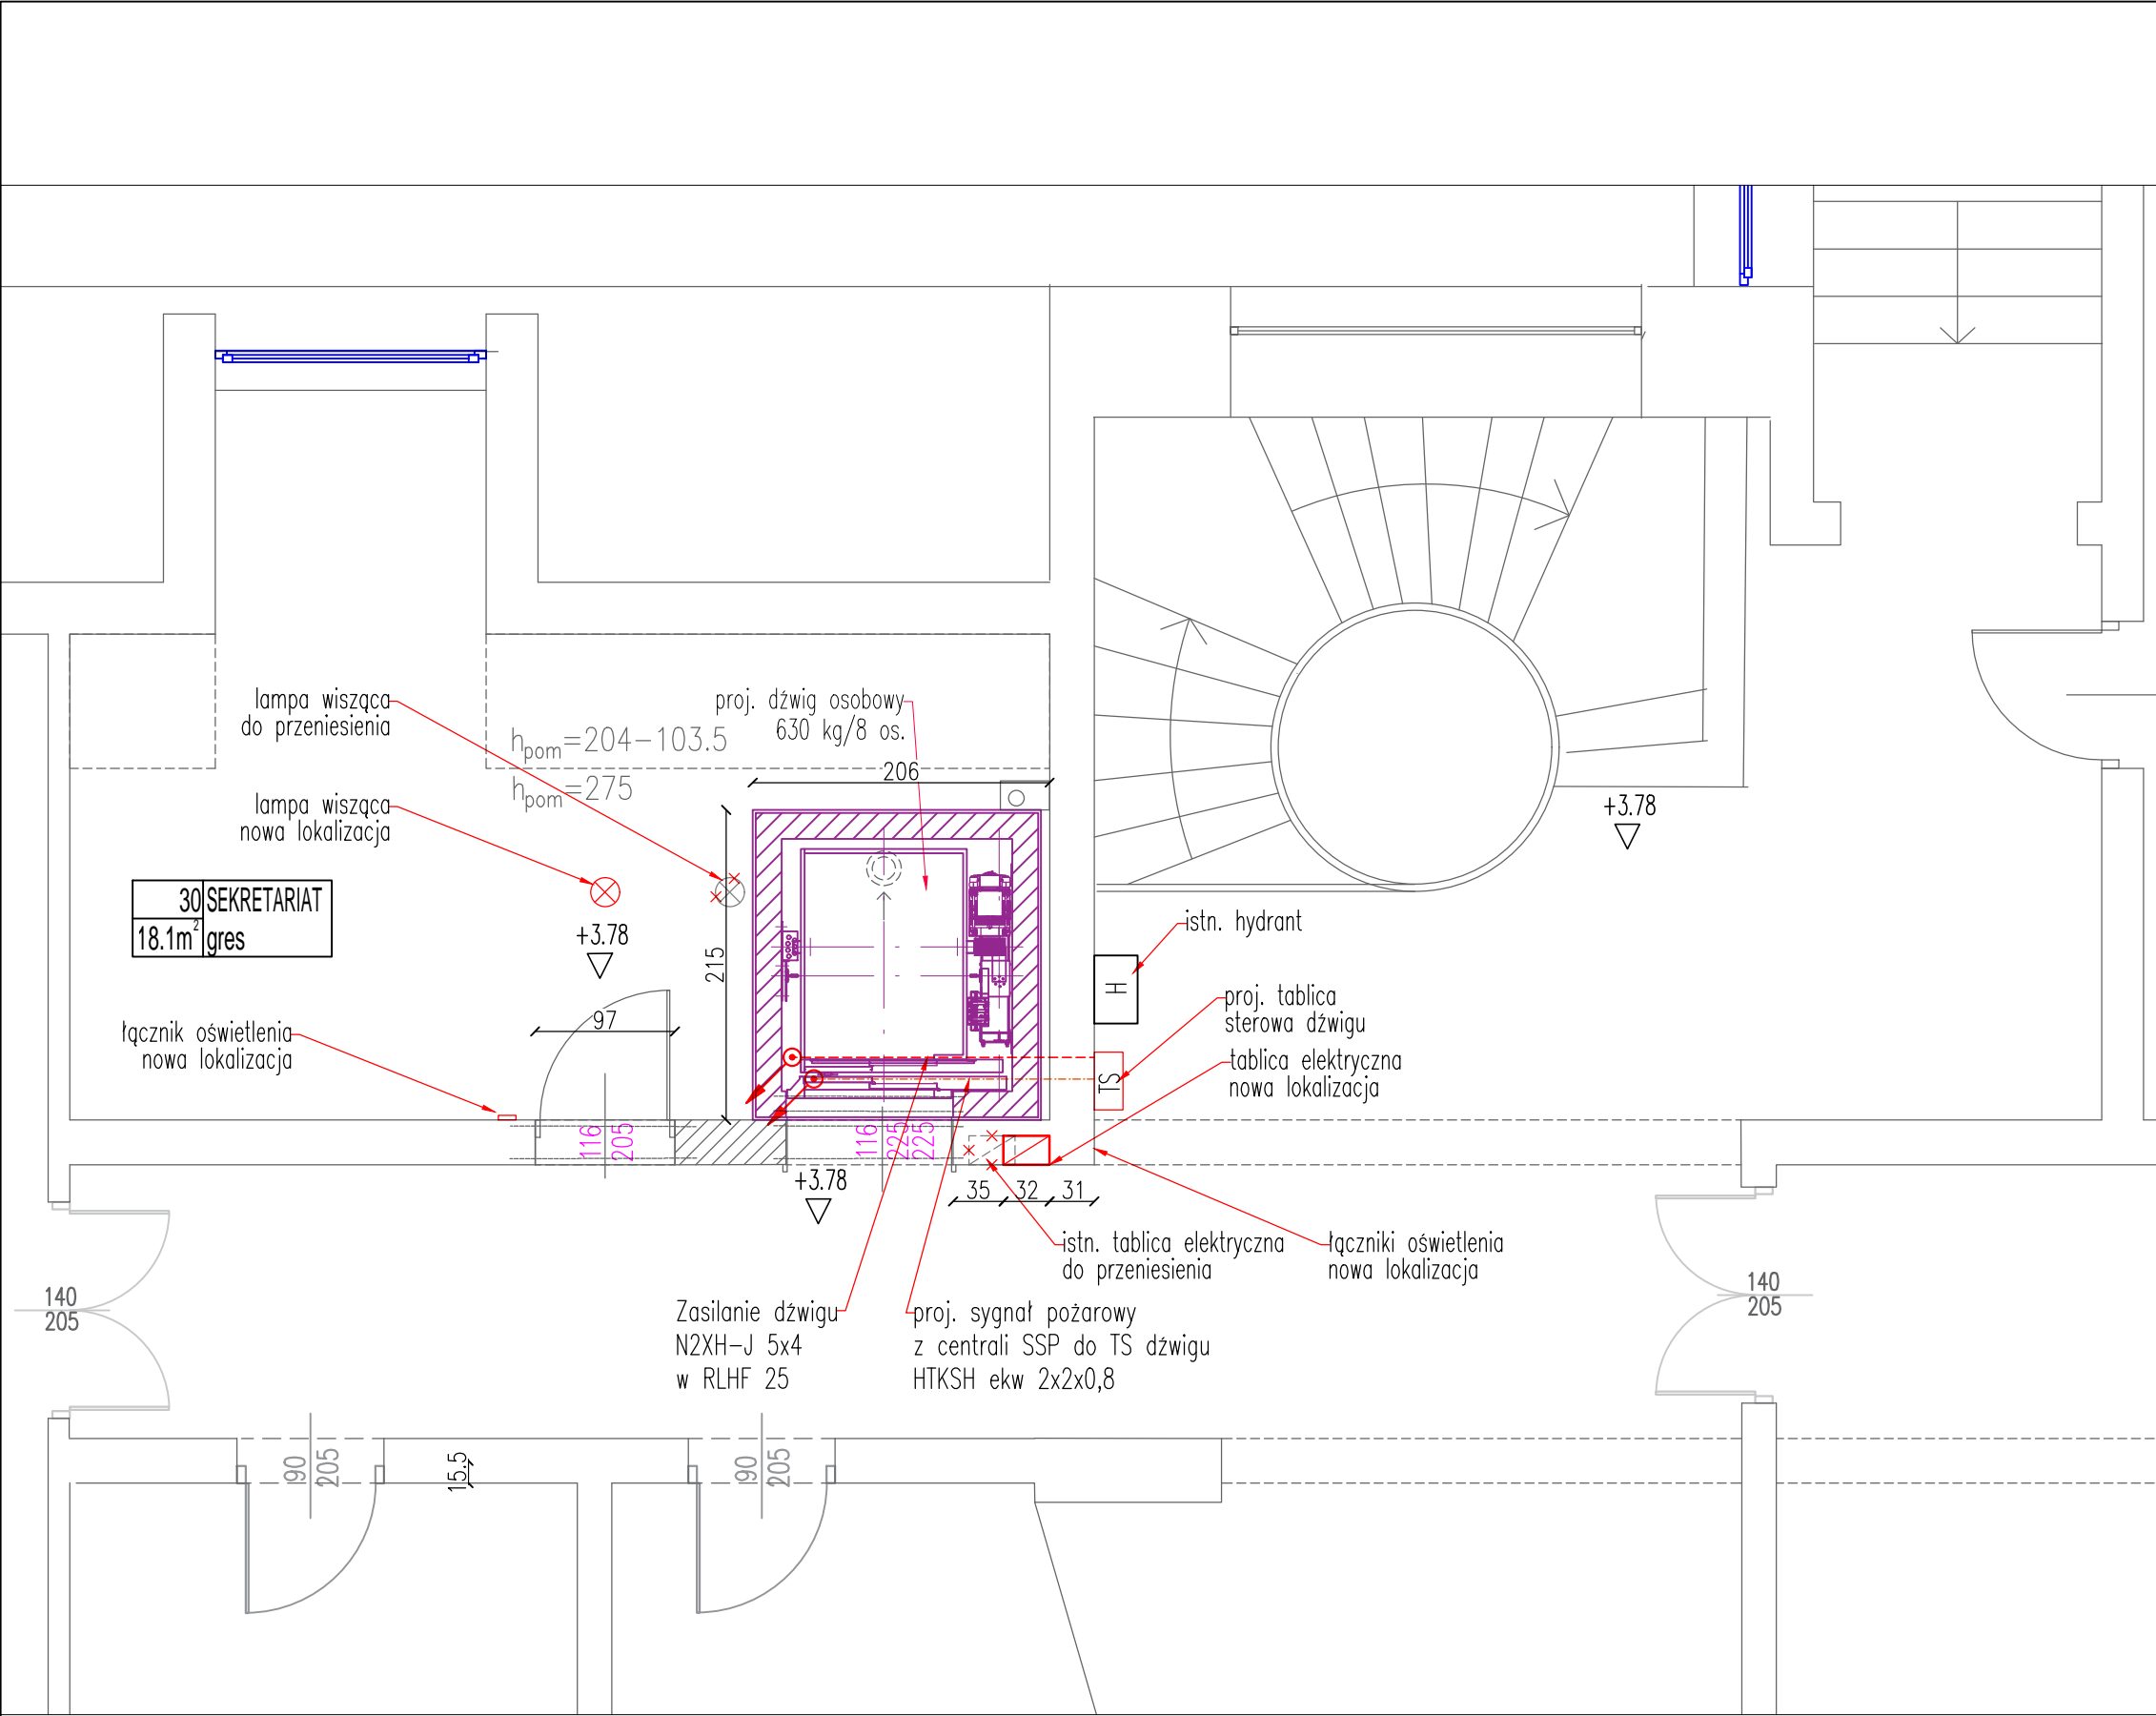 lampa wisząca
do przeniesienia
proj. dźwig osobowy
630 kg/8 os.
hpom=204-103.5
hpom=275
206
lampa wisząca
nowa lokalizacja
+3.78
30 SEKRETARIAT
18.1m² gres
+3.78
215
istn. hydrant
H
proj. tablica
sterowa dźwigu
TS
tablica elektryczna
nowa lokalizacja
łącznik oświetlenia
nowa lokalizacja
97
116
205
116
225
225
+3.78
35 32 31
istn. tablica elektryczna
do przeniesienia
łączniki oświetlenia
nowa lokalizacja
140
205
140
205
Zasilanie dźwigu
N2XH-J 5x4
w RLHF 25
proj. sygnał pożarowy
z centrali SSP do TS dźwigu
HTKSH ekw 2x2x0,8
90
205
15.5
90
205